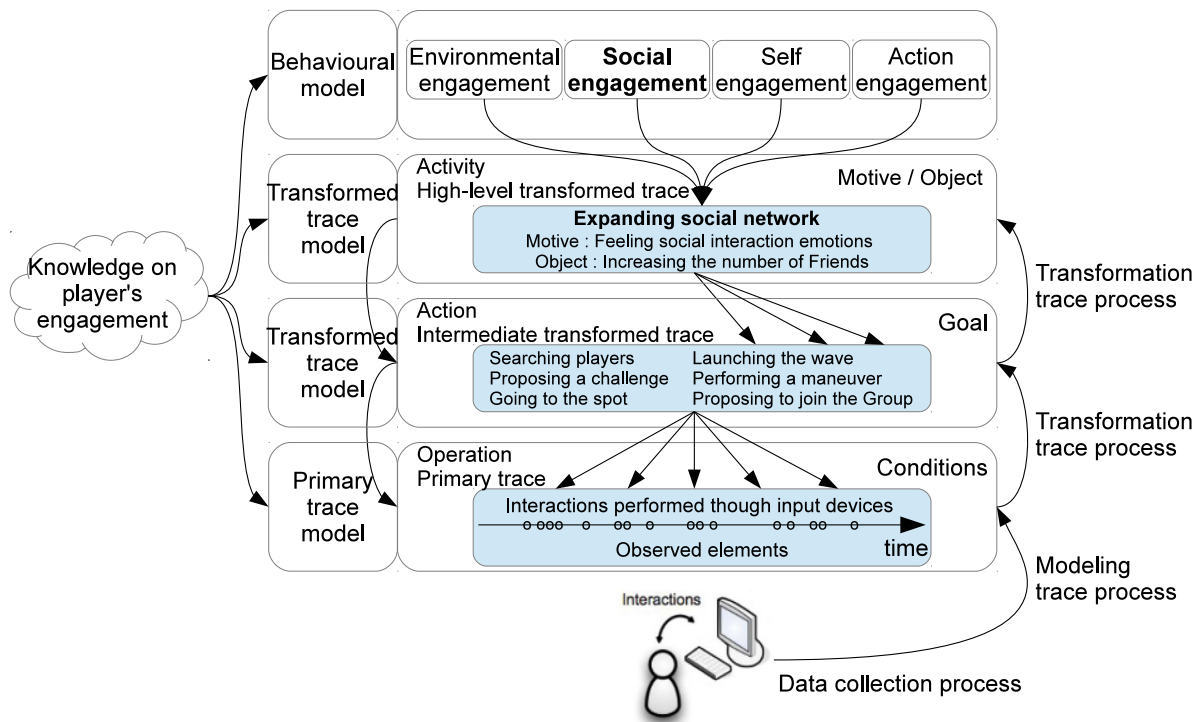 Behavioural
model
Environmental
engagement
Social
engagement
Self
engagement
Action
engagement
Transformed
trace
model
Activity
High-level transformed trace
Motive / Object
Expanding social network
Motive : Feeling social interaction emotions
Object : Increasing the number of Friends
Knowledge on
player's
engagement
Transformation
trace process
Transformed
trace
model
Action
Intermediate transformed trace
Goal
Searching players
Proposing a challenge
Going to the spot
Launching the wave
Performing a maneuver
Proposing to join the Group
Transformation
trace process
Primary
trace
model
Operation
Primary trace
Conditions
Interactions performed though input devices
time
Observed elements
Modeling
trace process
Interactions
Data collection process